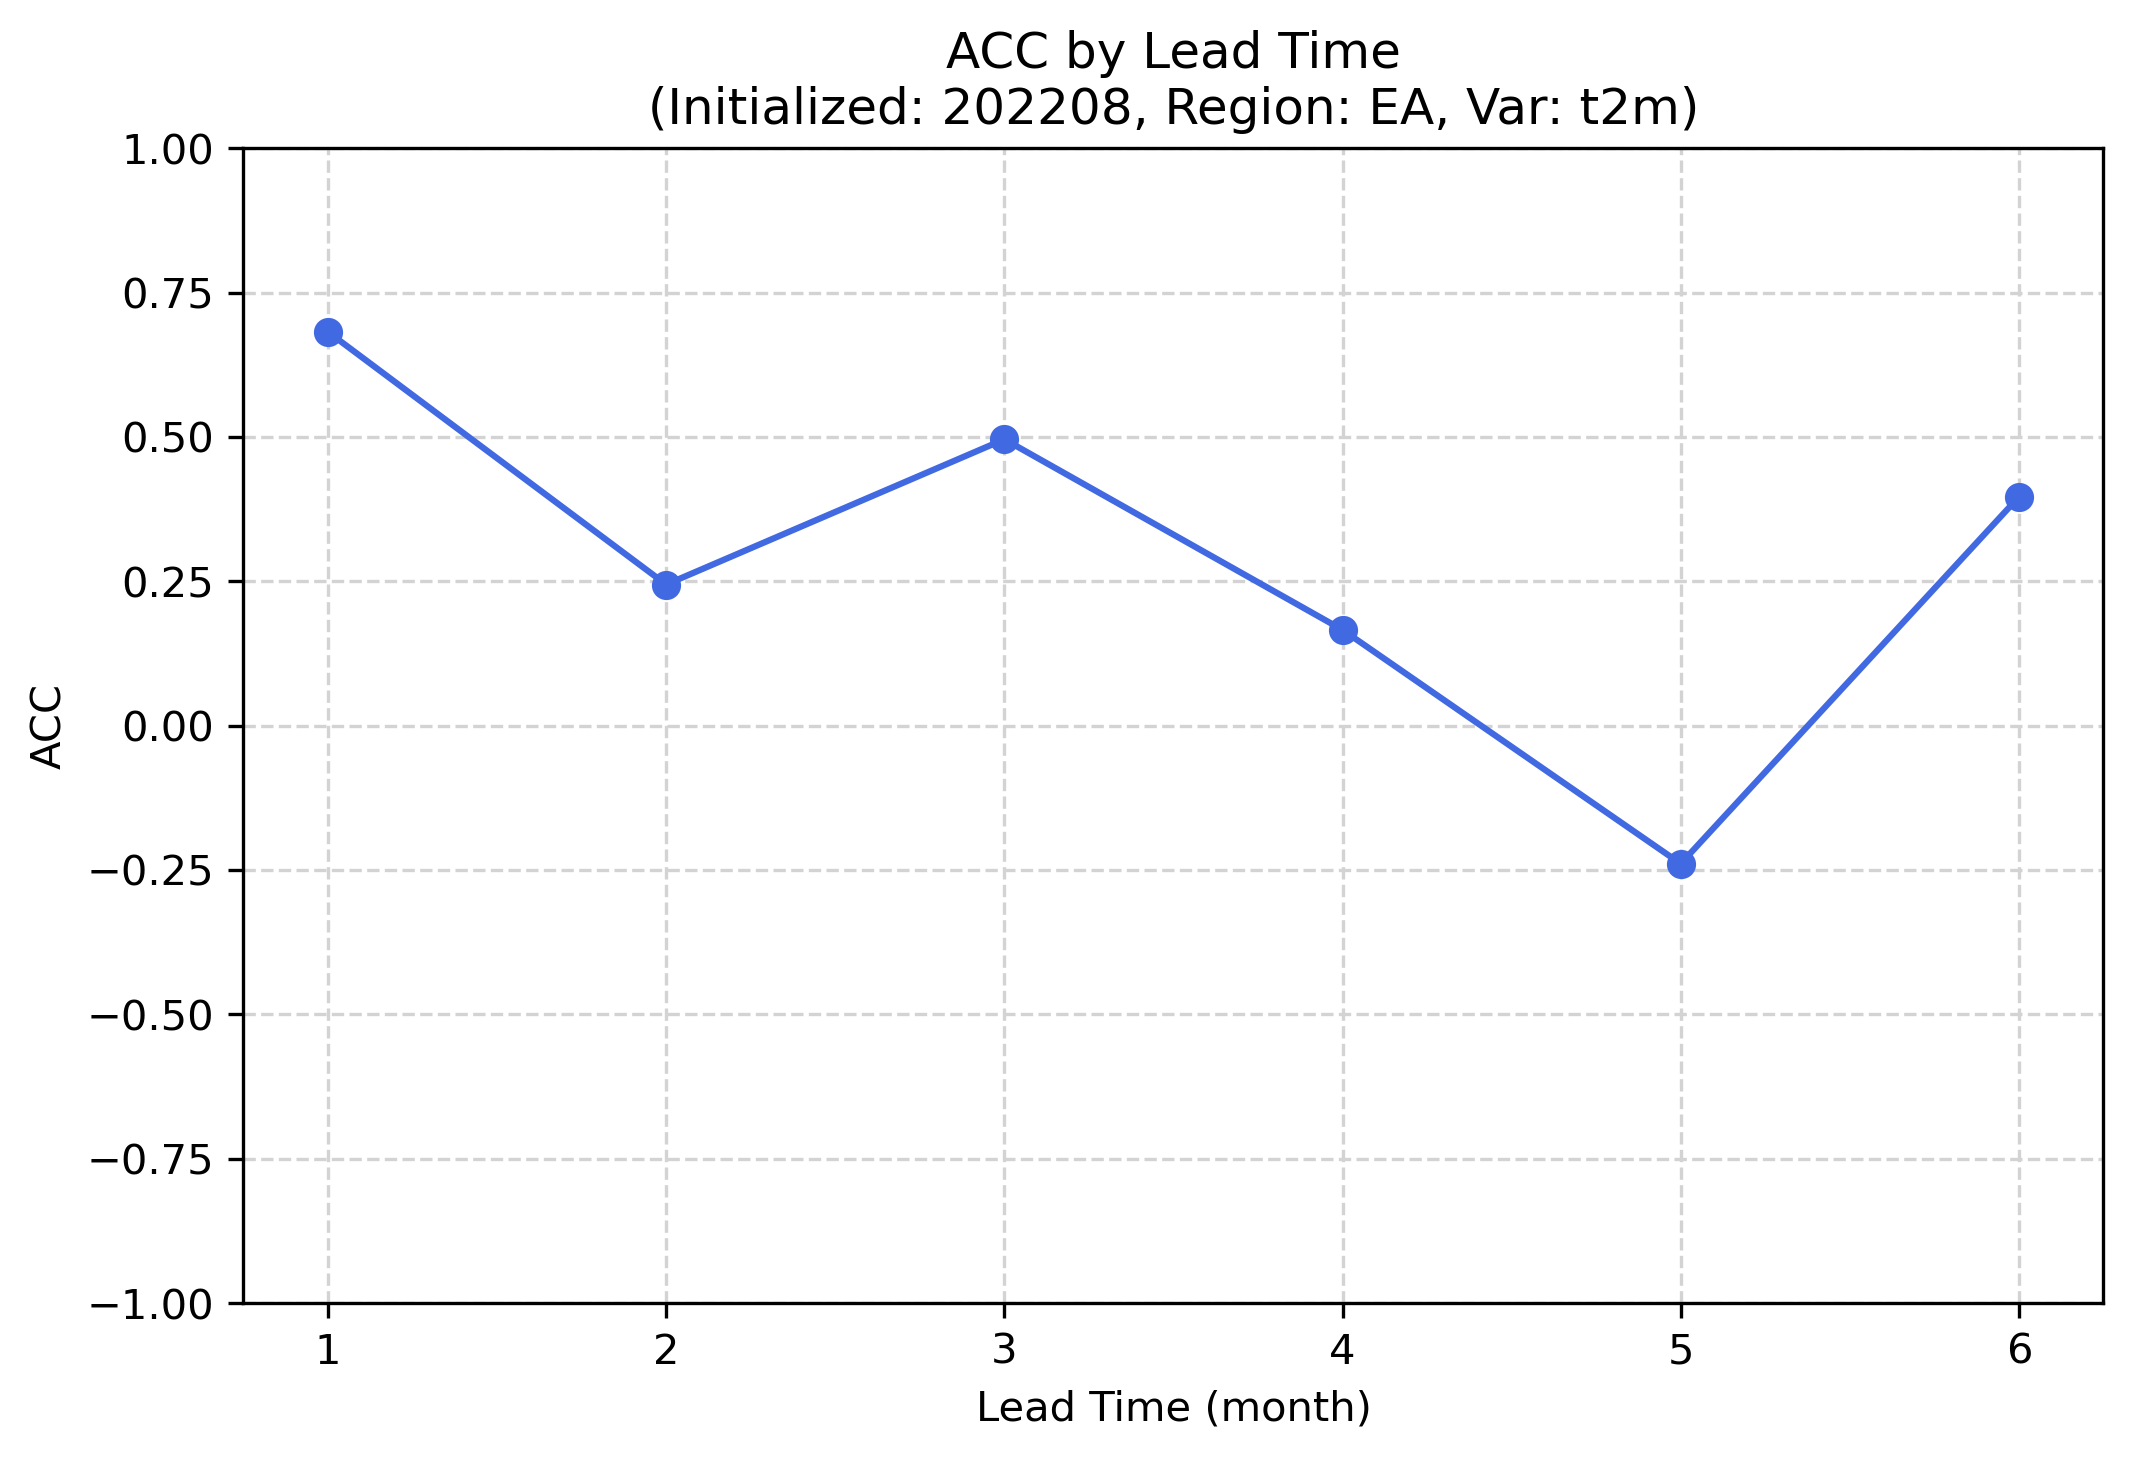 ACC by Lead Time
(Initialized: 202208, Region: EA, Var: t2m)
1.00
0.75
0.50
0.25
0.00
−0.25
−0.50
−0.75
−1.00
ACC
1 2 3 4 5 6
Lead Time (month)